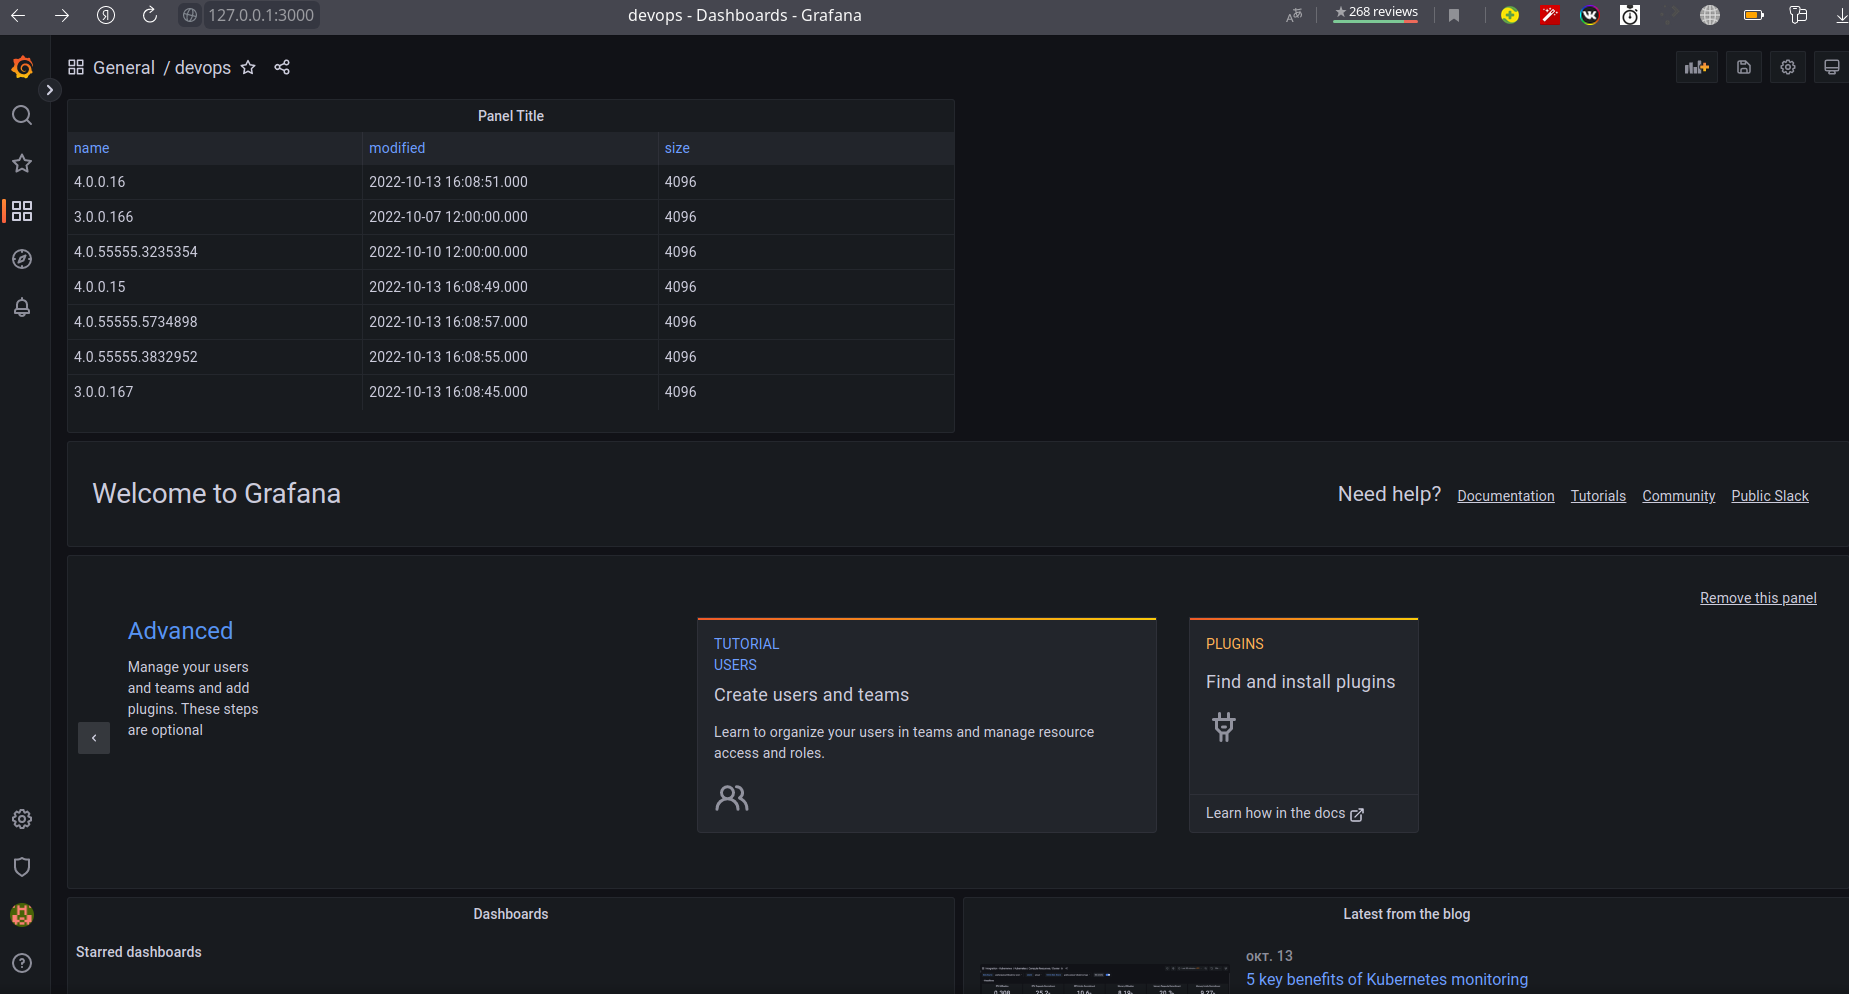 127.0.0.1:3000
devops - Dashboards - Grafana
★268 reviews
General / devops
Panel Title
name modified size
4.0.0.16 2022-10-13 16:08:51.000 4096
3.0.0.166 2022-10-07 12:00:00.000 4096
4.0.55555.3235354 2022-10-10 12:00:00.000 4096
4.0.0.15 2022-10-13 16:08:49.000 4096
4.0.55555.5734898 2022-10-13 16:08:57.000 4096
4.0.55555.3832952 2022-10-13 16:08:55.000 4096
3.0.0.167 2022-10-13 16:08:45.000 4096
Welcome to Grafana
Need help? Documentation Tutorials Community Public Slack
Remove this panel
Advanced
Manage your users
and teams and add
plugins. These steps
are optional
TUTORIAL
USERS
Create users and teams
Learn to organize your users in teams and manage resource
access and roles.
PLUGINS
Find and install plugins
Learn how in the docs
Dashboards
Starred dashboards
Latest from the blog
окт. 13
5 key benefits of Kubernetes monitoring